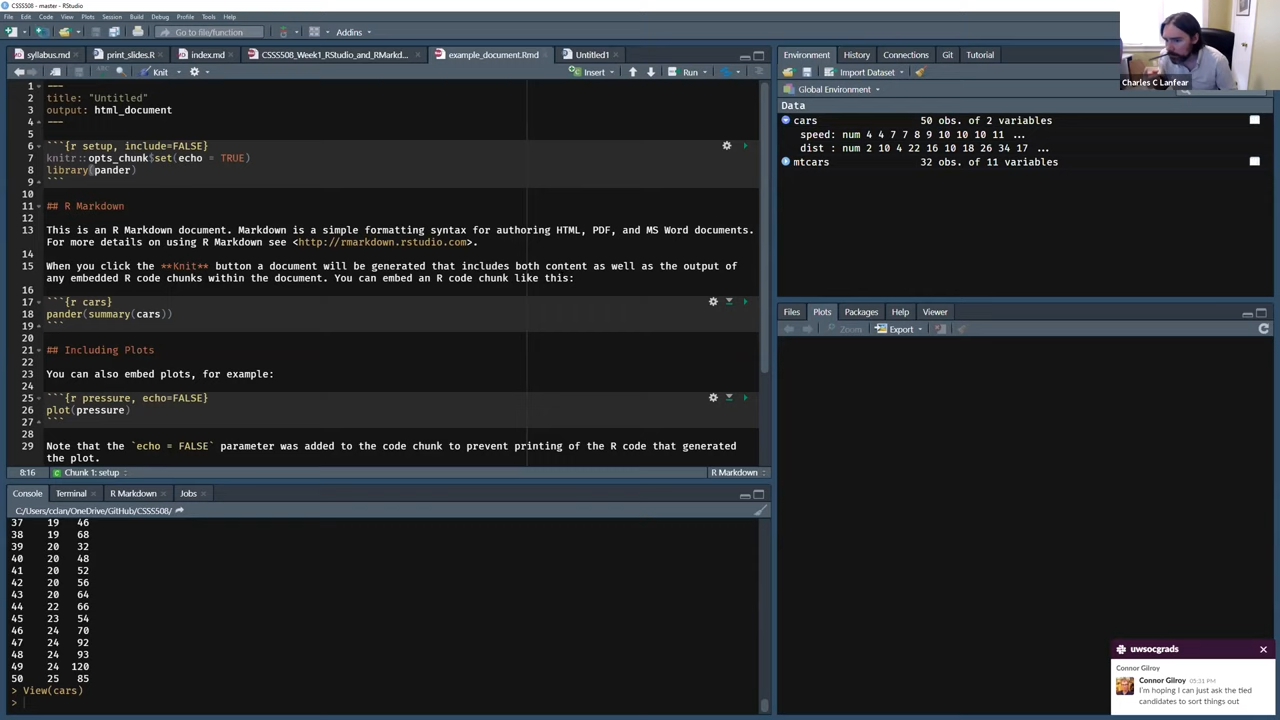 CSSS508 - master - RStudio
File Edit Code View Plots Session Build Debug Profile Tools Help
Go to file/function Addins
syllabus.md print_slides.R index.md CSSS508_Week1_RStudio_and_RMarkd... example_document.Rmd Untitled1
Knit Insert Run
1 ---
2 title: "Untitled"
3 output: html_document
4 ---
5
6 ```{r setup, include=FALSE}
7 knitr::opts_chunk$set(echo = TRUE)
8 library(pander)
9 ```
10
11 ## R Markdown
12
13 This is an R Markdown document. Markdown is a simple formatting syntax for authoring HTML, PDF, and MS Word documents.
For more details on using R Markdown see <http://rmarkdown.rstudio.com>.
14
15 When you click the **Knit** button a document will be generated that includes both content as well as the output of
any embedded R code chunks within the document. You can embed an R code chunk like this:
16
17 ```{r cars}
18 pander(summary(cars))
19 ```
20
21 ## Including Plots
22
23 You can also embed plots, for example:
24
25 ```{r pressure, echo=FALSE}
26 plot(pressure)
27 ```
28
29 Note that the `echo = FALSE` parameter was added to the code chunk to prevent printing of the R code that generated
the plot.
8:16 Chunk 1: setup R Markdown
Console Terminal R Markdown Jobs
C:/Users/cclan/OneDrive/GitHub/CSSS508/
37 19 46
38 19 68
39 20 32
40 20 48
41 20 52
42 20 56
43 20 64
44 22 66
45 23 54
46 24 70
47 24 92
48 24 93
49 24 120
50 25 85
> View(cars)
>
Environment History Connections Git Tutorial
Import Dataset
Global Environment
Data
cars 50 obs. of 2 variables
speed: num 4 4 7 7 8 9 10 10 10 11 ...
dist : num 2 10 4 22 16 10 18 26 34 17 ...
mtcars 32 obs. of 11 variables
Files Plots Packages Help Viewer
Zoom Export
Charles C Lanfear
uwsocgrads
Connor Gilroy
Connor Gilroy 05:31 PM
I'm hoping I can just ask the tied
candidates to sort things out